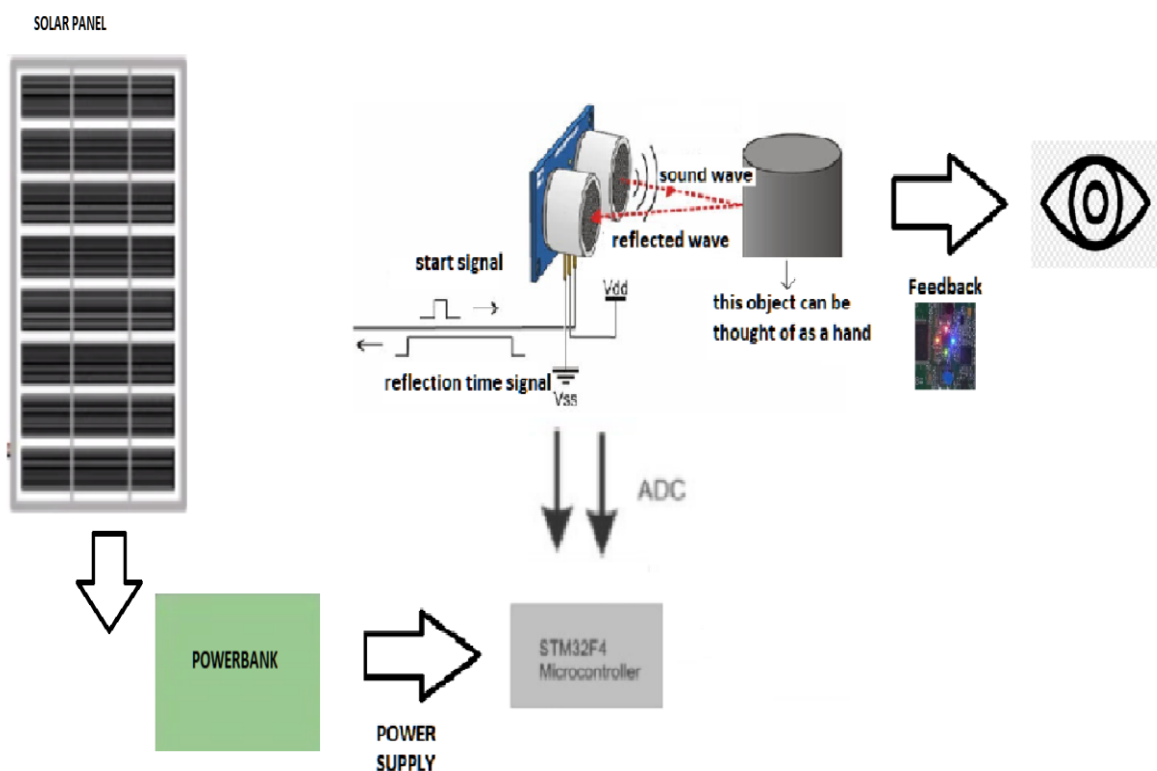 SOLAR PANEL
sound wave
reflected wave
start signal
Vdd
this object can be
thought of as a hand
Feedback
reflection time signal
Vss
ADC
POWERBANK
STM32F4
Microcontroller
POWER
SUPPLY